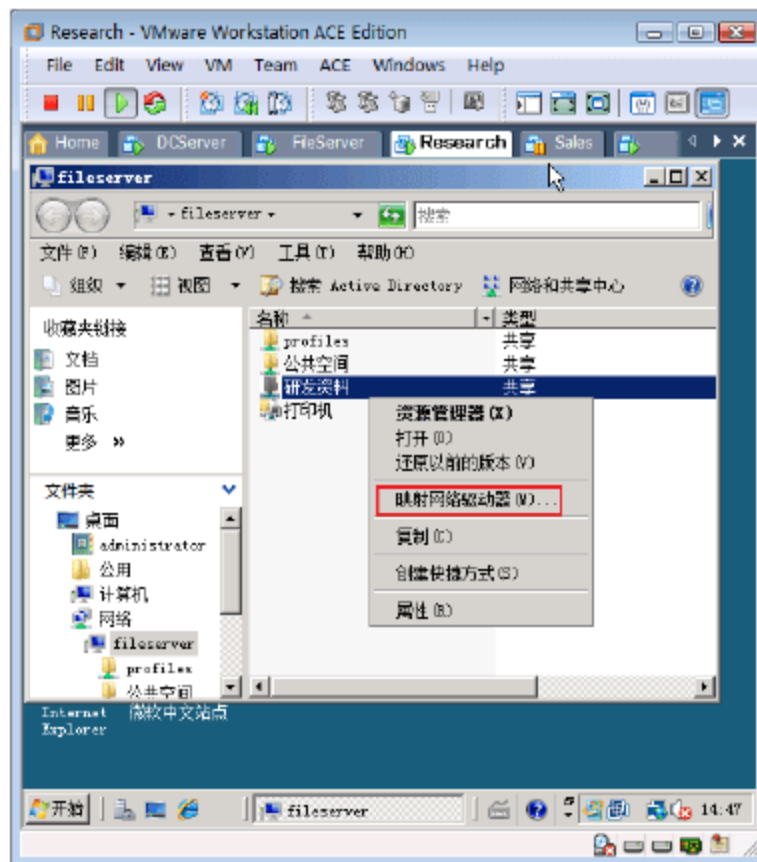 Research - VMware Workstation ACE Edition
File Edit View VM Team ACE Windows Help
Home DCServer FileServer Research Sales
fileserver
fileserver 搜索
文件(F) 编辑(E) 查看(V) 工具(T) 帮助(H)
组织 视图 搜索 Active Directory 网络和共享中心
收藏夹链接
文档
图片
音乐
更多 »
文件夹
桌面
administrator
公用
计算机
网络
fileserver
profiles
公共空间
名称 类型
profiles 共享
公共空间 共享
研发资料 共享
打印机
资源管理器(X)
打开(O)
还原以前的版本(V)
映射网络驱动器(M)...
复制(C)
创建快捷方式(S)
属性(R)
Internet Explorer
微软中文站点
开始 fileserver 14:47